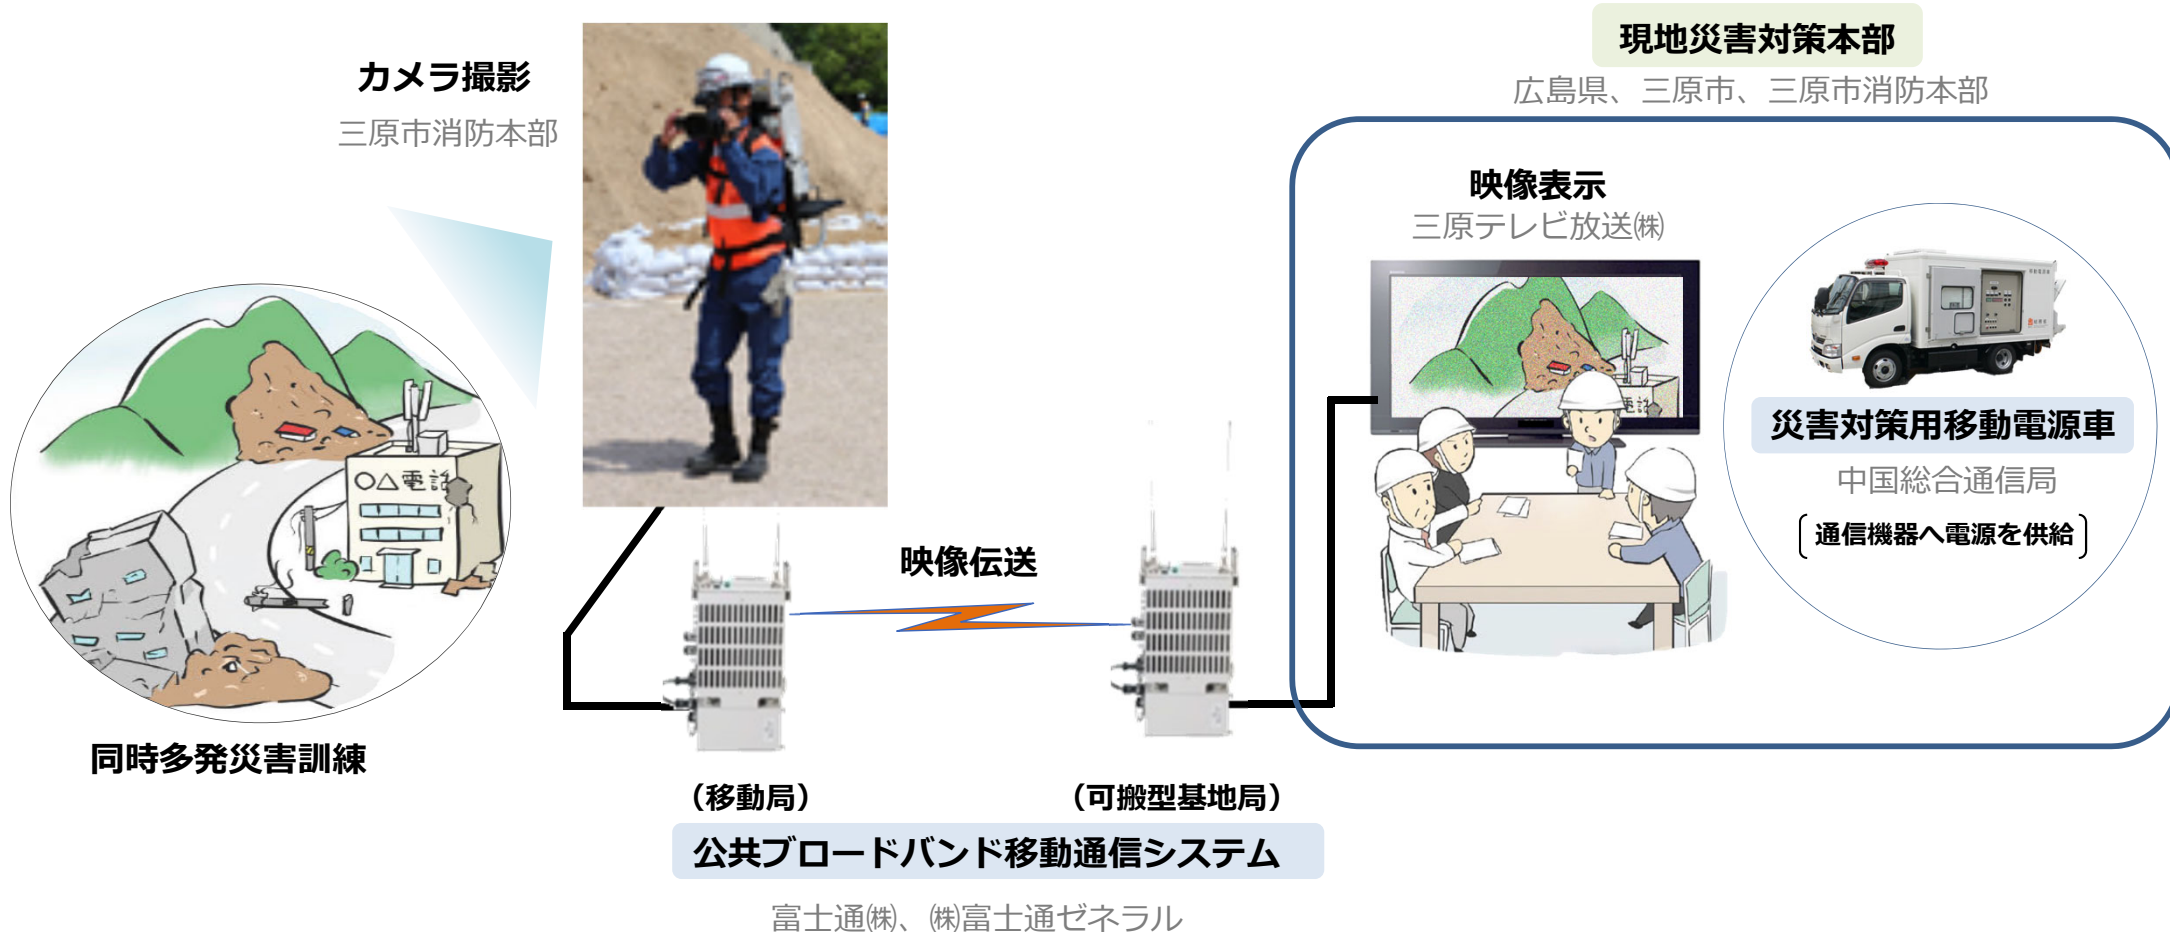 現地災害対策本部
広島県、三原市、三原市消防本部
カメラ撮影
三原市消防本部
映像表示
三原テレビ放送㈱
災害対策用移動電源車
中国総合通信局
〔通信機器へ電源を供給〕
○△電話
電話
映像伝送
同時多発災害訓練
（移動局）
（可搬型基地局）
公共ブロードバンド移動通信システム
富士通㈱、㈱富士通ゼネラル